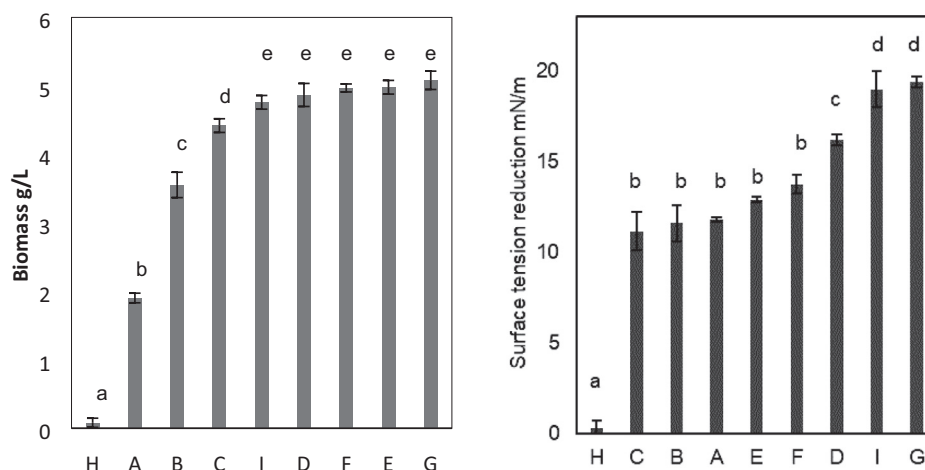 Biomass g/L
6
5
4
3
2
1
0
a
b
c
d
e
e
e
e
e
H A B C I D F E G
Surface tension reduction mN/m
20
15
10
5
0
a
b
b
b
b
b
c
d
d
H C B A E F D I G